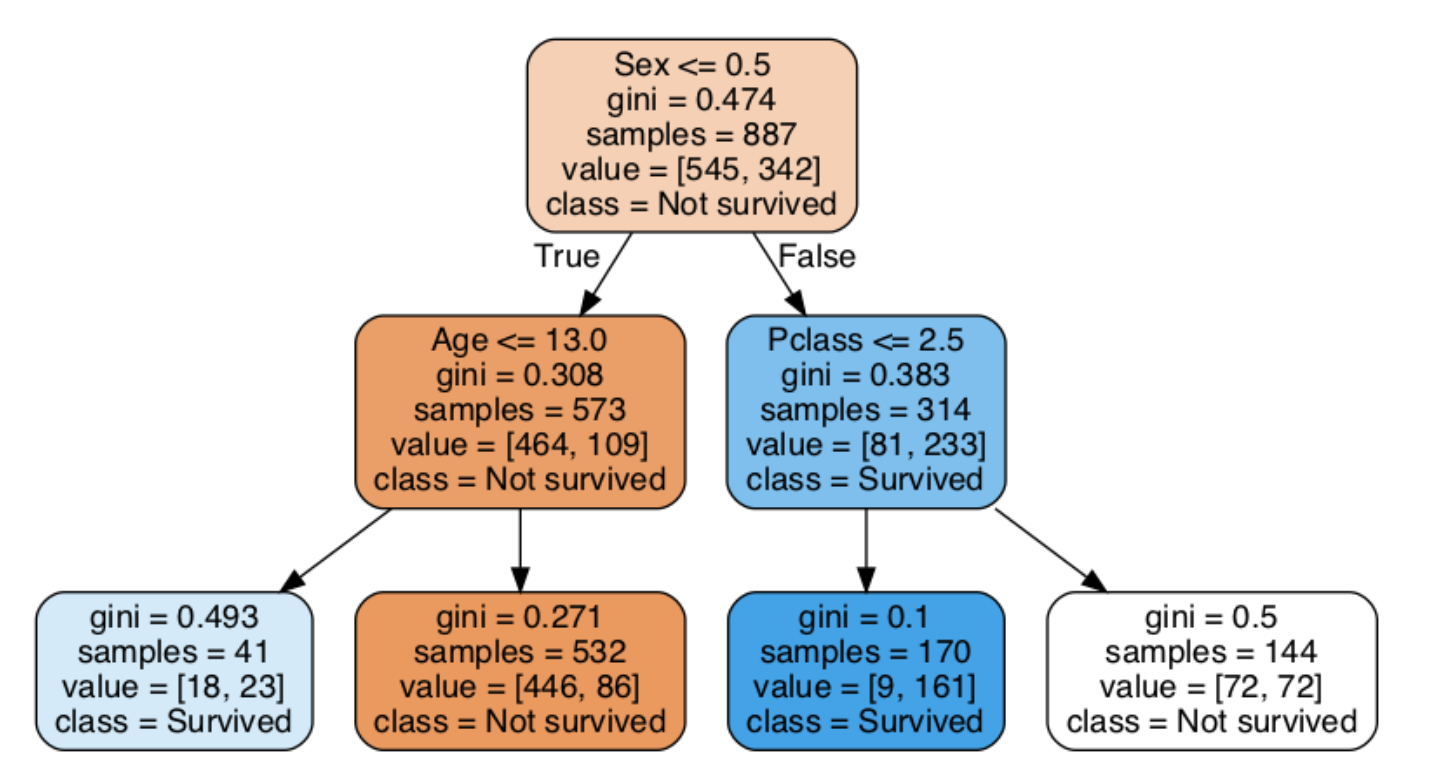 Sex <= 0.5
gini = 0.474
samples = 887
value = [545, 342]
class = Not survived
True
False
Age <= 13.0
gini = 0.308
samples = 573
value = [464, 109]
class = Not survived
Pclass <= 2.5
gini = 0.383
samples = 314
value = [81, 233]
class = Survived
gini = 0.493
samples = 41
value = [18, 23]
class = Survived
gini = 0.271
samples = 532
value = [446, 86]
class = Not survived
gini = 0.1
samples = 170
value = [9, 161]
class = Survived
gini = 0.5
samples = 144
value = [72, 72]
class = Not survived